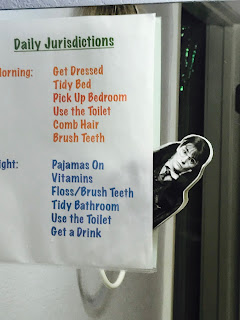 Daily Jurisdictions
orning: Get Dressed
Tidy Bed
Pick Up Bedroom
Use the Toilet
Comb Hair
Brush Teeth
ight: Pajamas On
Vitamins
Floss/Brush Teeth
Tidy Bathroom
Use the Toilet
Get a Drink